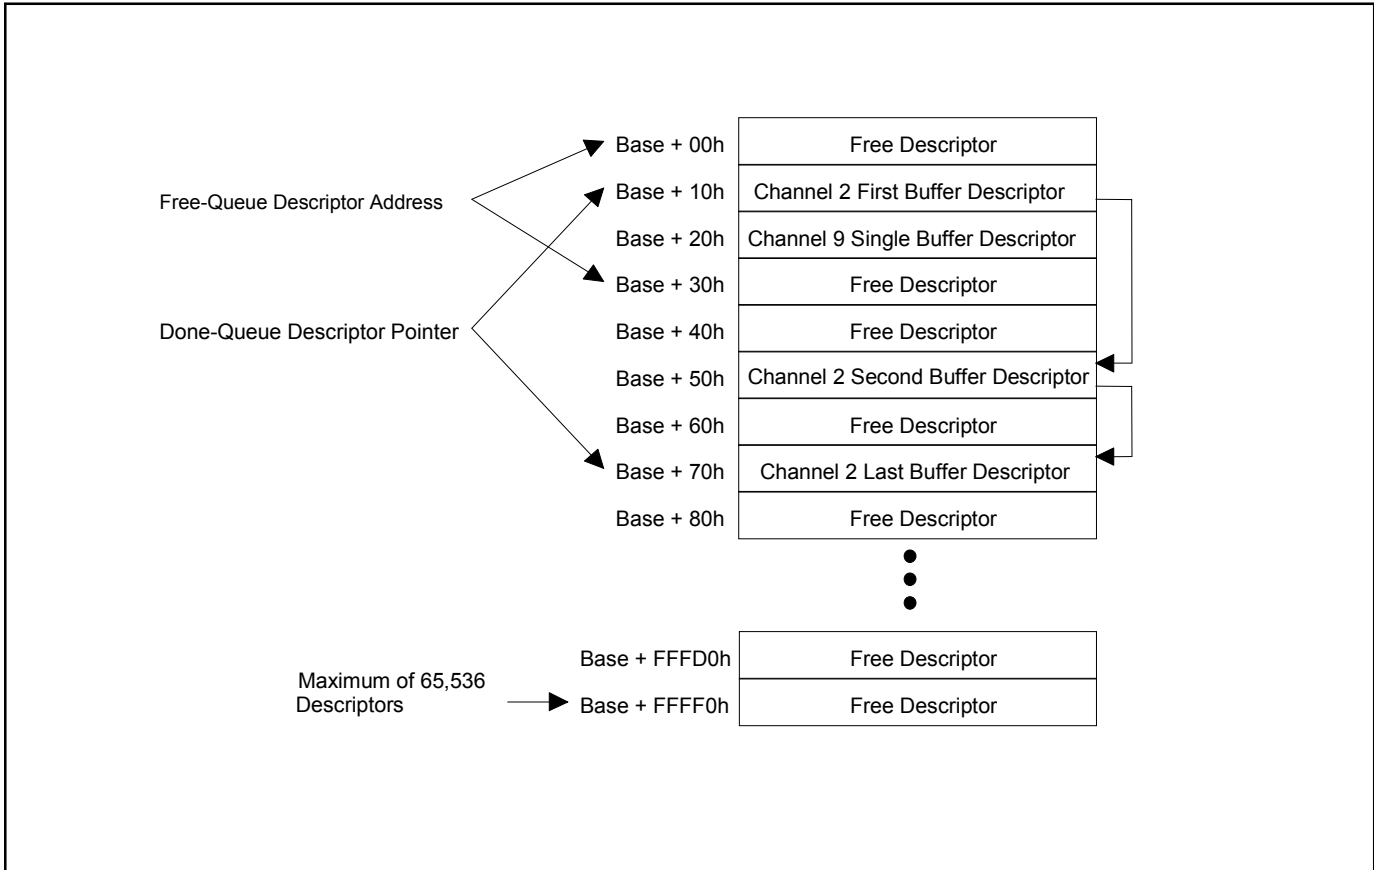 Base + 00h Free Descriptor
Base + 10h Channel 2 First Buffer Descriptor
Free-Queue Descriptor Address
Base + 20h Channel 9 Single Buffer Descriptor
Base + 30h Free Descriptor
Done-Queue Descriptor Pointer
Base + 40h Free Descriptor
Base + 50h Channel 2 Second Buffer Descriptor
Base + 60h Free Descriptor
Base + 70h Channel 2 Last Buffer Descriptor
Base + 80h Free Descriptor
Base + FFFD0h Free Descriptor
Maximum of 65,536
Descriptors
Base + FFFF0h Free Descriptor